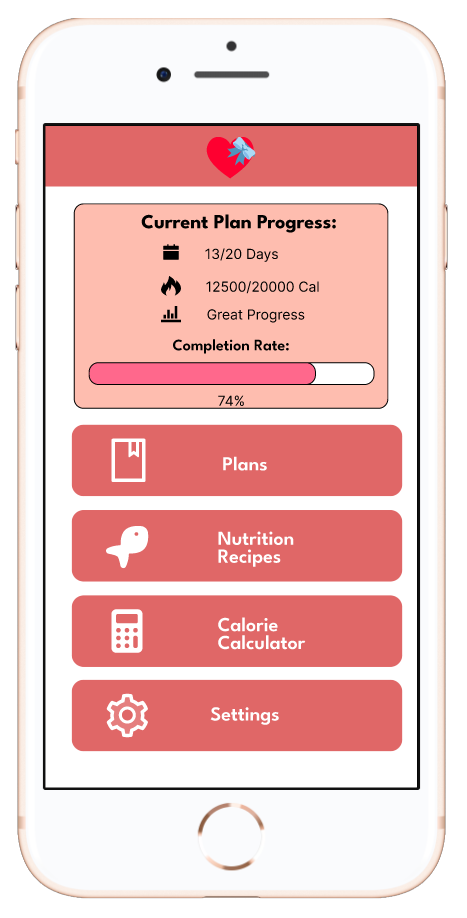 Current Plan Progress:
13/20 Days
12500/20000 Cal
Great Progress
Completion Rate:
74%
Plans
Nutrition
Recipes
Calorie
Calculator
Settings